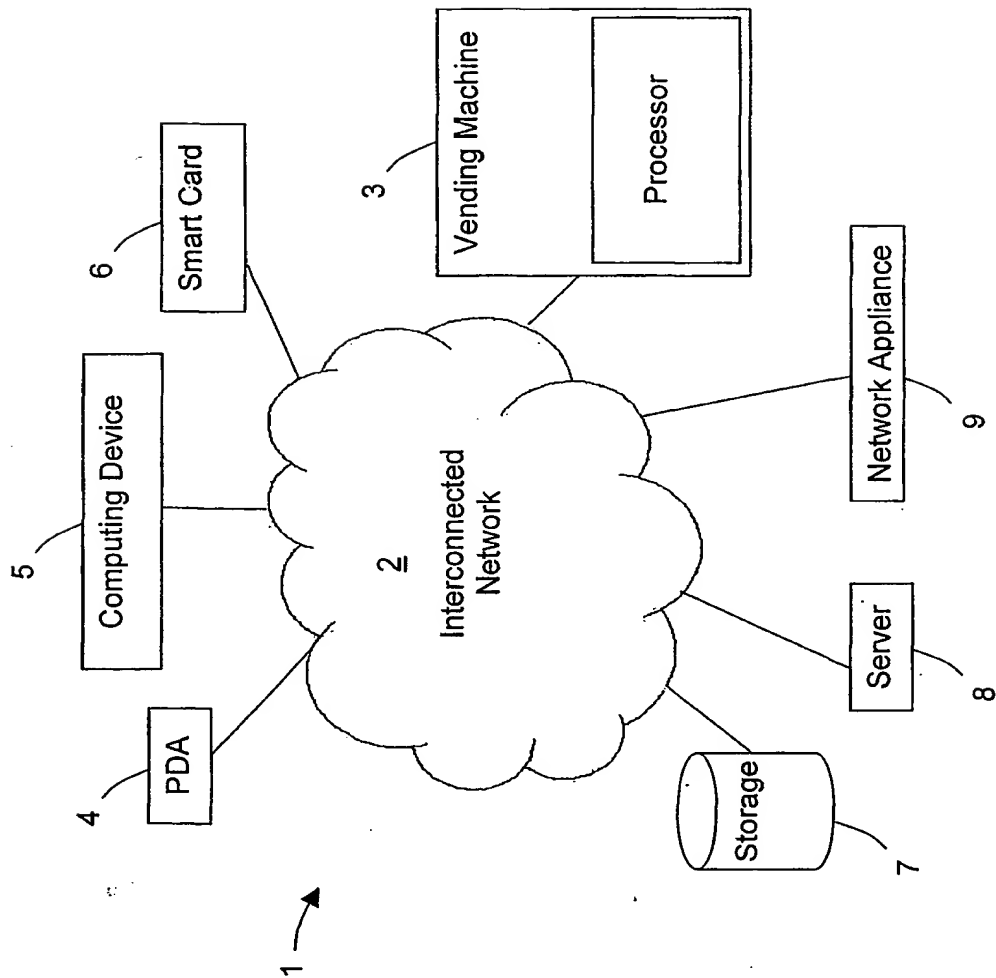 1
4
PDA
5
Computing Device
6
Smart Card
2
Interconnected
Network
3
Vending Machine
Processor
7
Storage
8
Server
9
Network Appliance